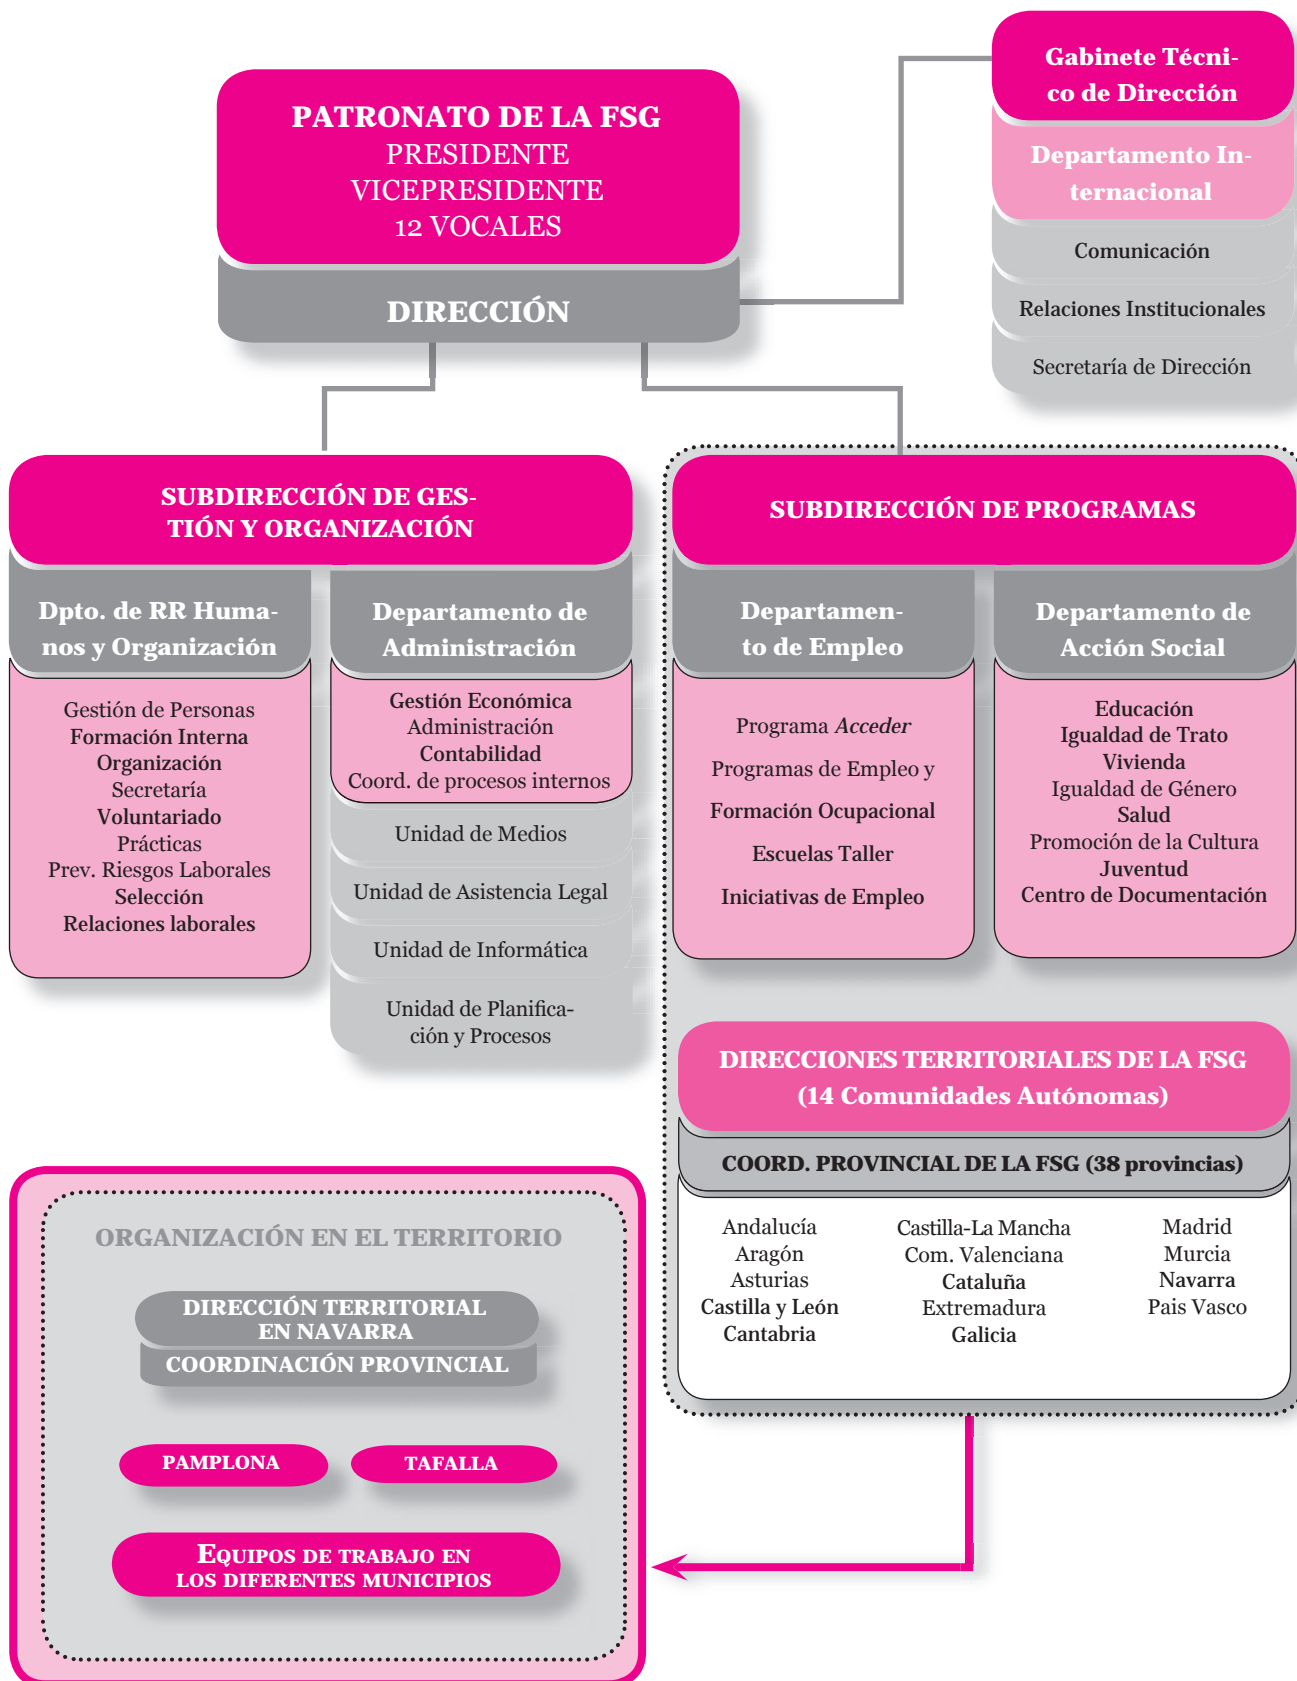 PATRONATO DE LA FSG
PRESIDENTE
VICEPRESIDENTE
12 VOCALES
DIRECCIÓN
Gabinete Técni-
co de Dirección
Departamento In-
ternacional
Comunicación
Relaciones Institucionales
Secretaría de Dirección
SUBDIRECCIÓN DE GES-
TIÓN Y ORGANIZACIÓN
Dpto. de RR Huma-
nos y Organización
Gestión de Personas
Formación Interna
Organización
Secretaría
Voluntariado
Prácticas
Prev. Riesgos Laborales
Selección
Relaciones laborales
Departamento de
Administración
Gestión Económica
Administración
Contabilidad
Coord. de procesos internos
Unidad de Medios
Unidad de Asistencia Legal
Unidad de Informática
Unidad de Planifica-
ción y Procesos
SUBDIRECCIÓN DE PROGRAMAS
Departamen-
to de Empleo
Programa Acceder
Programas de Empleo y
Formación Ocupacional
Escuelas Taller
Iniciativas de Empleo
Departamento de
Acción Social
Educación
Igualdad de Trato
Vivienda
Igualdad de Género
Salud
Promoción de la Cultura
Juventud
Centro de Documentación
DIRECCIONES TERRITORIALES DE LA FSG
(14 Comunidades Autónomas)
COORD. PROVINCIAL DE LA FSG (38 provincias)
Andalucía
Aragón
Asturias
Castilla y León
Cantabria
Castilla-La Mancha
Com. Valenciana
Cataluña
Extremadura
Galicia
Madrid
Murcia
Navarra
Pais Vasco
ORGANIZACIÓN EN EL TERRITORIO
DIRECCIÓN TERRITORIAL
EN NAVARRA
COORDINACIÓN PROVINCIAL
PAMPLONA
TAFALLA
EQUIPOS DE TRABAJO EN
LOS DIFERENTES MUNICIPIOS